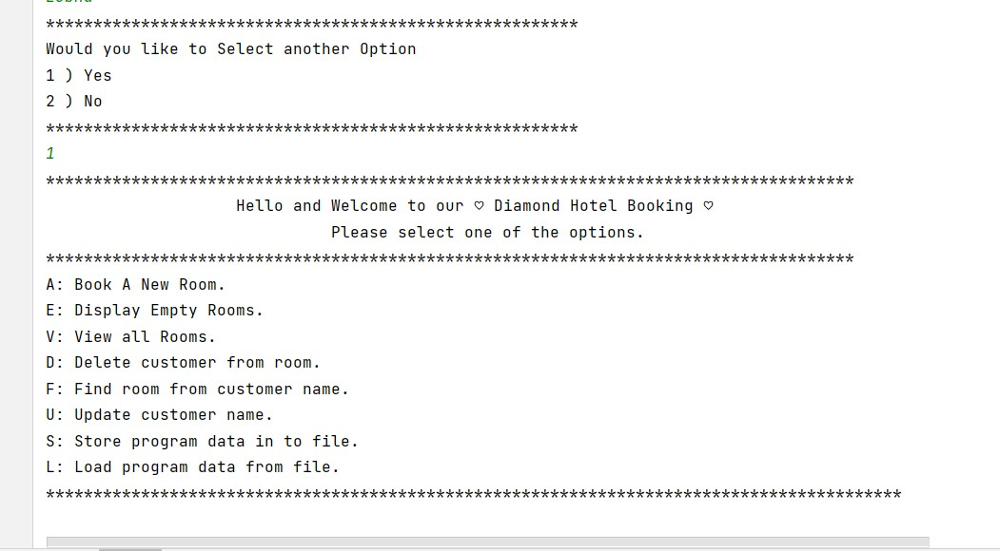 ********************************************************
Would you like to Select another Option
1 ) Yes
2 ) No
********************************************************
1
*************************************************************************************
Hello and Welcome to our ♡ Diamond Hotel Booking ♡
Please select one of the options.
*************************************************************************************
A: Book A New Room.
E: Display Empty Rooms.
V: View all Rooms.
D: Delete customer from room.
F: Find room from customer name.
U: Update customer name.
S: Store program data in to file.
L: Load program data from file.
******************************************************************************************